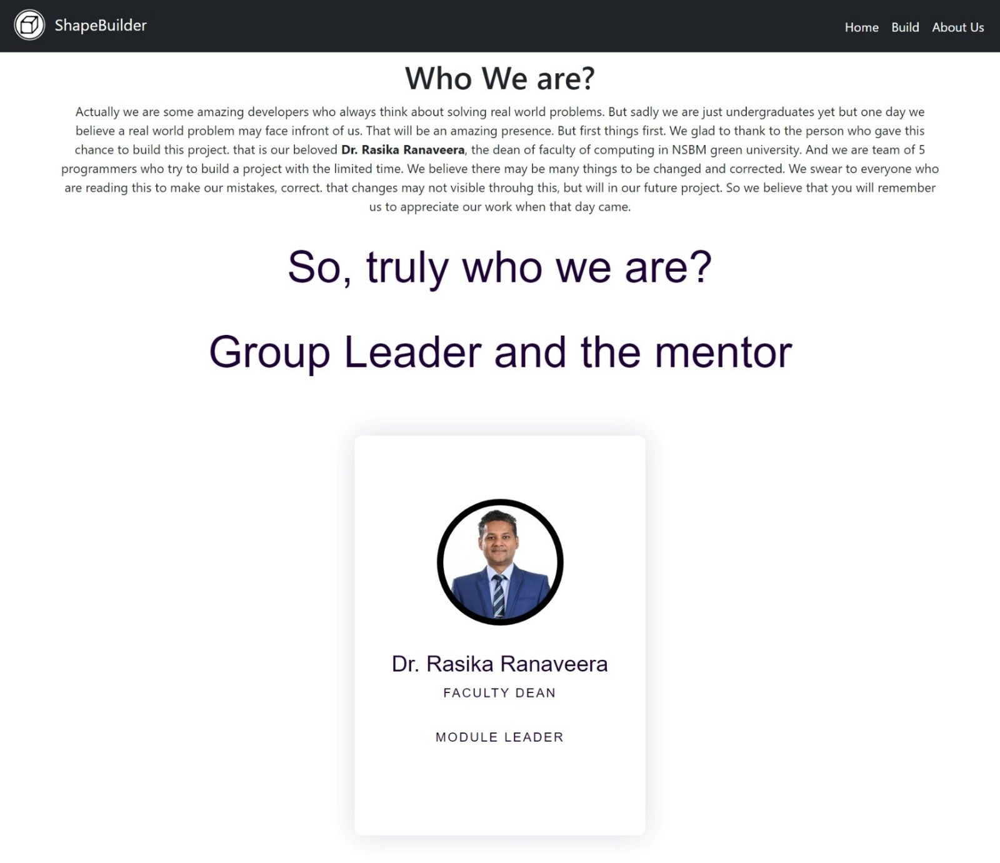 ShapeBuilder
Home Build About Us
Who We are?
Actually we are some amazing developers who always think about solving real world problems. But sadly we are just undergraduates yet but one day we
believe a real world problem may face infront of us. That will be an amazing presence. But first things first. We glad to thank to the person who gave this
chance to build this project. that is our beloved Dr. Rasika Ranaveera, the dean of faculty of computing in NSBM green university. And we are team of 5
programmers who try to build a project with the limited time. We believe there may be many things to be changed and corrected. We swear to everyone who
are reading this to make our mistakes, correct. that changes may not visible throuhg this, but will in our future project. So we believe that you will remember
us to appreciate our work when that day came.
So, truly who we are?
Group Leader and the mentor
Dr. Rasika Ranaveera
FACULTY DEAN
MODULE LEADER